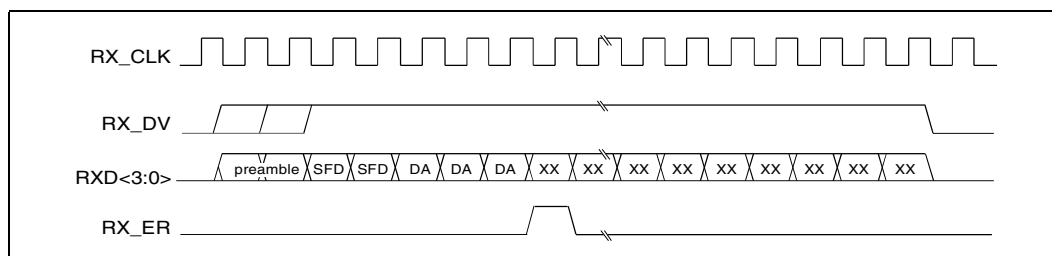 RX_CLK
RX_DV
RXD<3:0> preamble SFD SFD DA DA DA XX XX XX XX XX XX XX XX XX
RX_ER